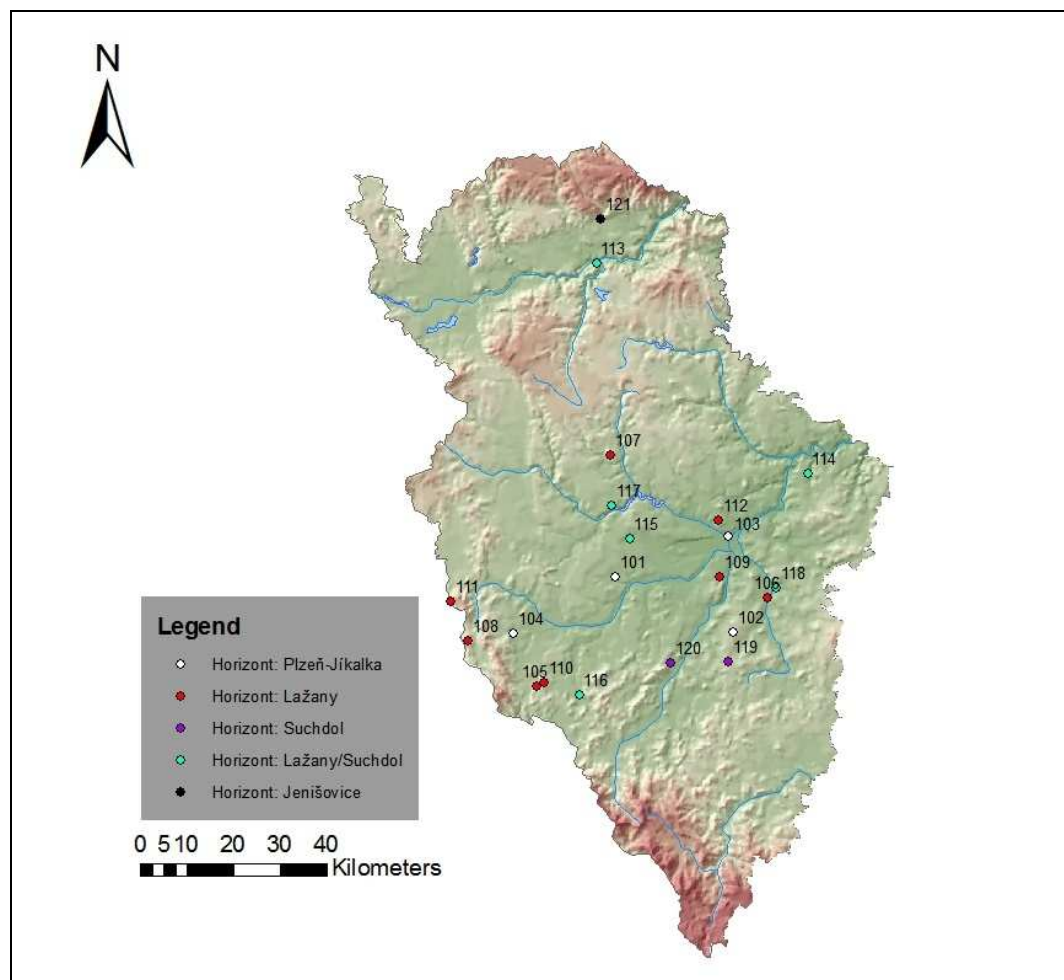 N
121
113
107
114
117
112
103
115
101
109
118
106
111
104
102
108
120
119
105
110
116
Legend
Horizont: Plzeň-Jíkalka
Horizont: Lažany
Horizont: Suchdol
Horizont: Lažany/Suchdol
Horizont: Jenišovice
0 5 10 20 30 40
Kilometers